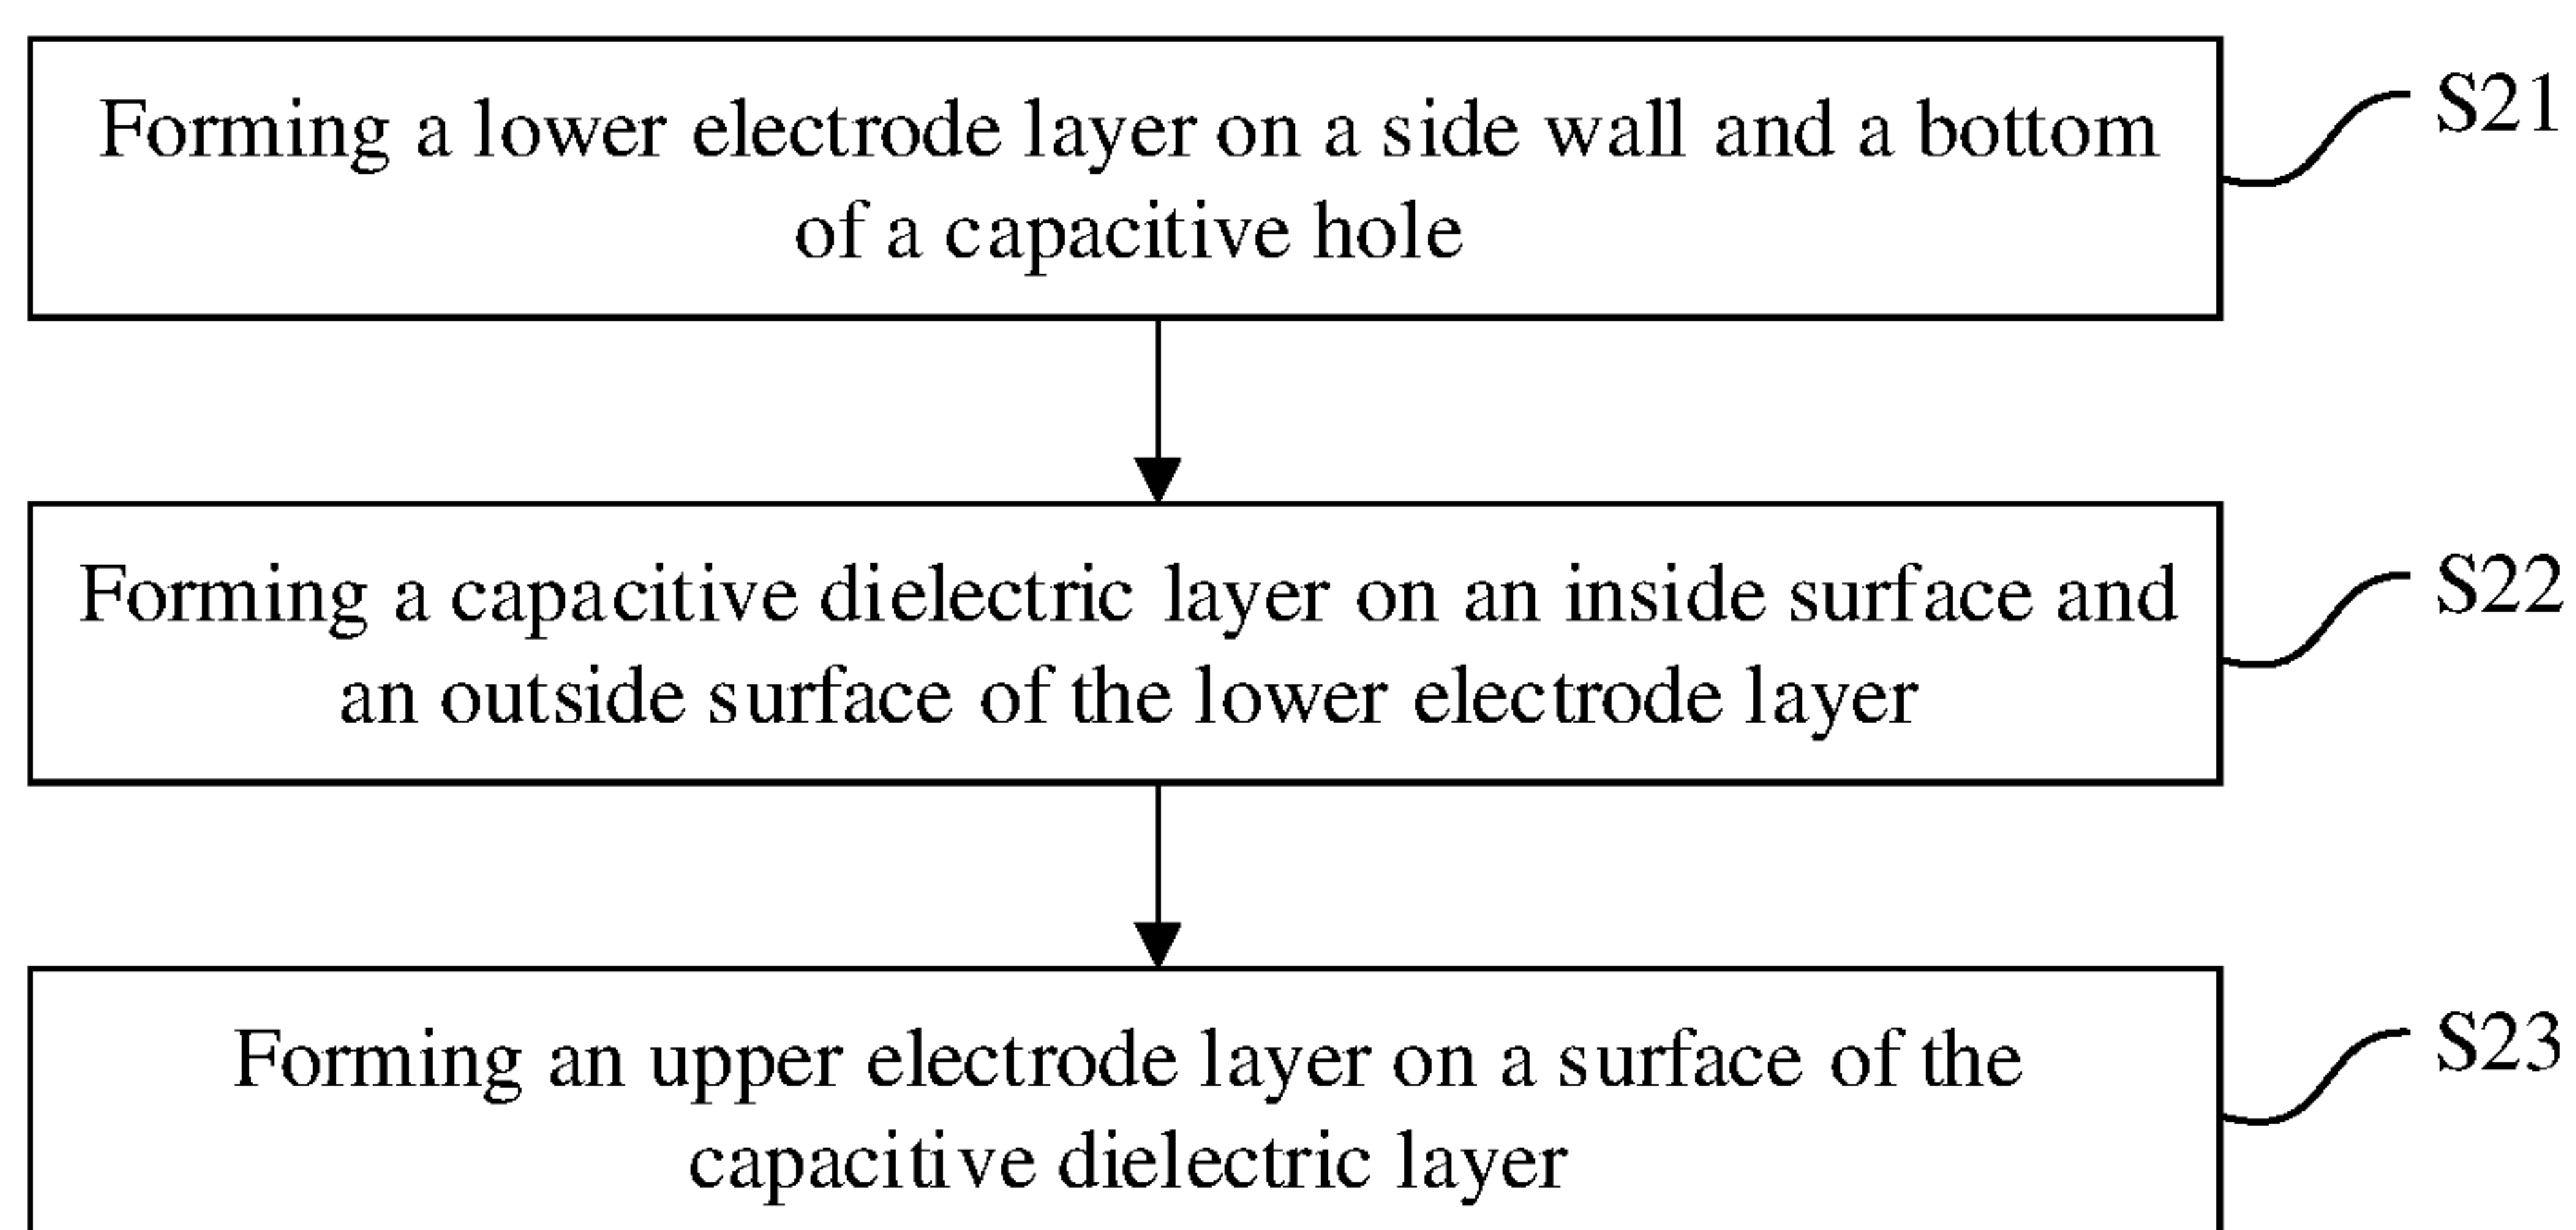 Forming a lower electrode layer on a side wall and a bottom
of a capacitive hole
S21
Forming a capacitive dielectric layer on an inside surface and
an outside surface of the lower electrode layer
S22
Forming an upper electrode layer on a surface of the
capacitive dielectric layer
S23